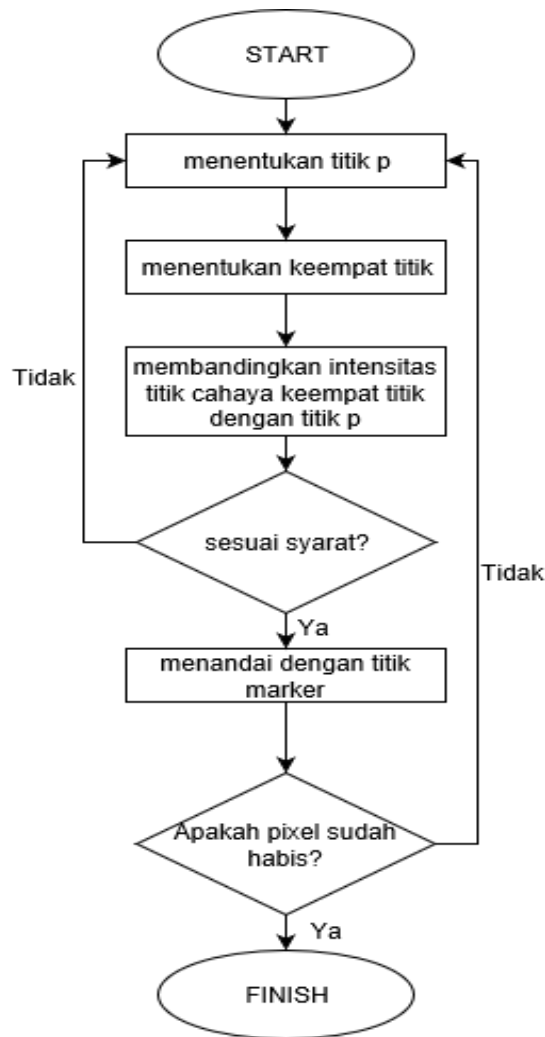 START
menentukan titik p
menentukan keempat titik
membandingkan intensitas
titik cahaya keempat titik
dengan titik p
Tidak
sesuai syarat?
Tidak
Ya
menandai dengan titik
marker
Apakah pixel sudah
habis?
Ya
FINISH